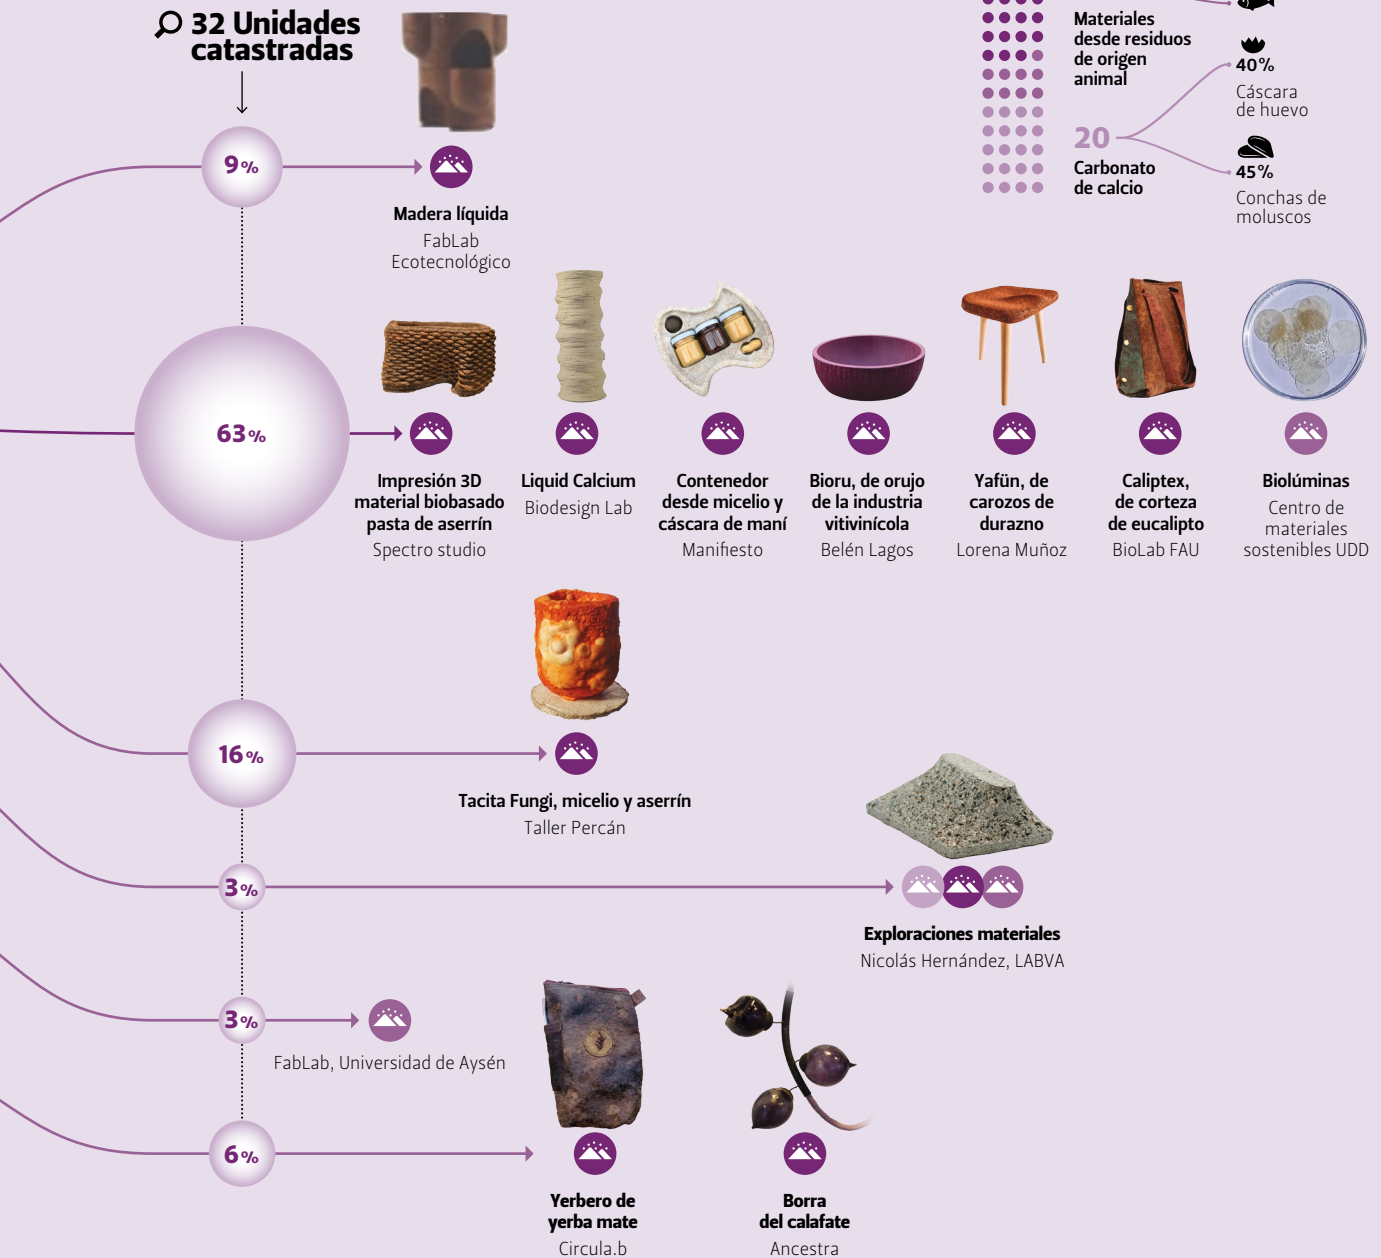 32 Unidades
catastradas
Materiales
desde residuos
de origen
animal
40%
Cáscara
de huevo
20
Carbonato
de calcio
45%
Conchas de
moluscos
9%
Madera líquida
FabLab
Ecotecnológico
63%
Impresión 3D
material biobasado
pasta de aserrín
Spectro studio
Liquid Calcium
Biodesign Lab
Contenedor
desde micelio y
cáscara de maní
Manifiesto
Bioru, de orujo
de la industria
vitivinícola
Belén Lagos
Yafün, de
carozos de
durazno
Lorena Muñoz
Caliptex,
de corteza
de eucalipto
BioLab FAU
Biolúminas
Centro de
materiales
sostenibles UDD
16%
Tacita Fungi, micelio y aserrín
Taller Percán
3%
Exploraciones materiales
Nicolás Hernández, LABVA
3%
FabLab, Universidad de Aysén
6%
Yerbero de
yerba mate
Circula.b
Borra
del calafate
Ancestra